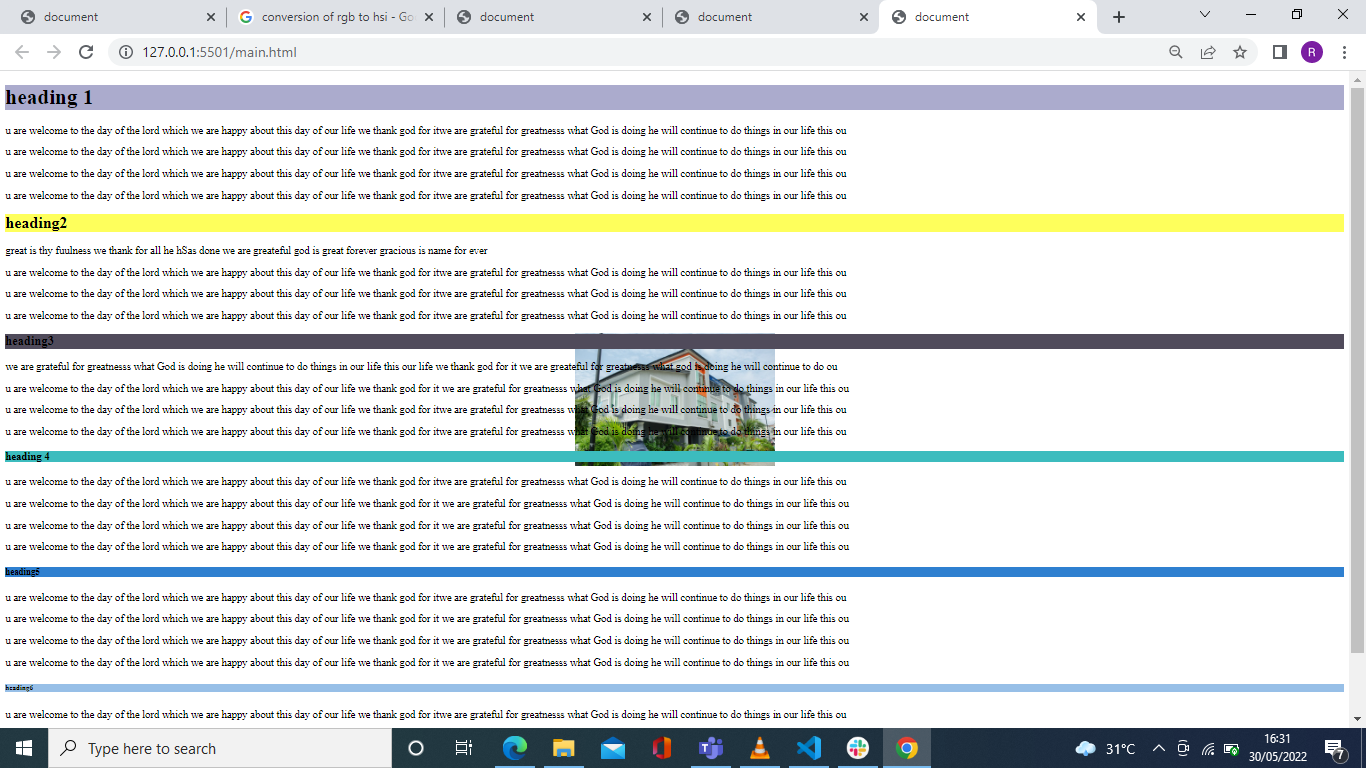 document
conversion of rgb to hsi - Go
document
document
document
127.0.0.1:5501/main.html
R
heading 1
u are welcome to the day of the lord which we are happy about this day of our life we thank god for itwe are grateful for greatnesss what God is doing he will continue to do things in our life this ou
u are welcome to the day of the lord which we are happy about this day of our life we thank god for itwe are grateful for greatnesss what God is doing he will continue to do things in our life this ou
u are welcome to the day of the lord which we are happy about this day of our life we thank god for itwe are grateful for greatnesss what God is doing he will continue to do things in our life this ou
u are welcome to the day of the lord which we are happy about this day of our life we thank god for itwe are grateful for greatnesss what God is doing he will continue to do things in our life this ou
heading2
great is thy fuulness we thank for all he hSas done we are greateful god is great forever gracious is name for ever
u are welcome to the day of the lord which we are happy about this day of our life we thank god for itwe are grateful for greatnesss what God is doing he will continue to do things in our life this ou
u are welcome to the day of the lord which we are happy about this day of our life we thank god for itwe are grateful for greatnesss what God is doing he will continue to do things in our life this ou
u are welcome to the day of the lord which we are happy about this day of our life we thank god for itwe are grateful for greatnesss what God is doing he will continue to do things in our life this ou
heading3
we are grateful for greatnesss what God is doing he will continue to do things in our life this our life we thank god for it we are greateful for greatnesss what god is doing he will continue to do ou
u are welcome to the day of the lord which we are happy about this day of our life we thank god for it we are grateful for greatnesss what God is doing he will continue to do things in our life this ou
u are welcome to the day of the lord which we are happy about this day of our life we thank god for itwe are grateful for greatnesss what God is doing he will continue to do things in our life this ou
u are welcome to the day of the lord which we are happy about this day of our life we thank god for itwe are grateful for greatnesss what God is doing he will continue to do things in our life this ou
heading 4
u are welcome to the day of the lord which we are happy about this day of our life we thank god for itwe are grateful for greatnesss what God is doing he will continue to do things in our life this ou
u are welcome to the day of the lord which we are happy about this day of our life we thank god for it we are grateful for greatnesss what God is doing he will continue to do things in our life this ou
u are welcome to the day of the lord which we are happy about this day of our life we thank god for it we are grateful for greatnesss what God is doing he will continue to do things in our life this ou
u are welcome to the day of the lord which we are happy about this day of our life we thank god for it we are grateful for greatnesss what God is doing he will continue to do things in our life this ou
heading5
u are welcome to the day of the lord which we are happy about this day of our life we thank god for itwe are grateful for greatnesss what God is doing he will continue to do things in our life this ou
u are welcome to the day of the lord which we are happy about this day of our life we thank god for it we are grateful for greatnesss what God is doing he will continue to do things in our life this ou
u are welcome to the day of the lord which we are happy about this day of our life we thank god for it we are grateful for greatnesss what God is doing he will continue to do things in our life this ou
u are welcome to the day of the lord which we are happy about this day of our life we thank god for it we are grateful for greatnesss what God is doing he will continue to do things in our life this ou
heading6
u are welcome to the day of the lord which we are happy about this day of our life we thank god for itwe are grateful for greatnesss what God is doing he will continue to do things in our life this ou
Type here to search
31°C
16:31
30/05/2022
7